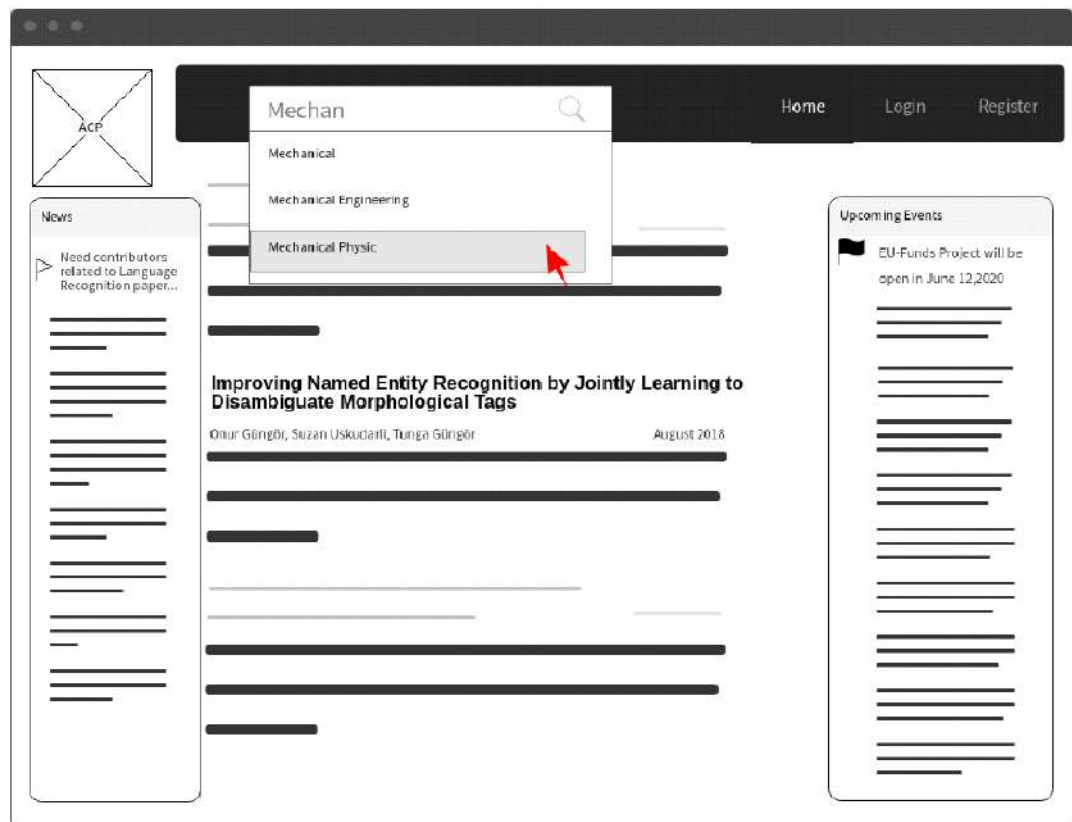 ACP
Mechan
Home
Login
Register
Mechanical
Mechanical Engineering
Mechanical Physic
News
Need contributors
related to Language
Recognition paper...
Improving Named Entity Recognition by Jointly Learning to
Disambiguate Morphological Tags
Onur Güngör, Suzan Uskudarli, Tunga Güngör
August 2018
Upcoming Events
EU-Funds Project will be
open in June 12,2020